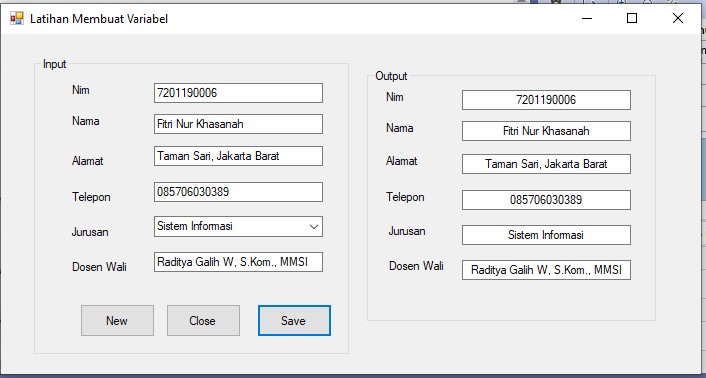 Latihan Membuat Variabel
Input
Nim 7201190006
Nama Fitri Nur Khasanah
Alamat Taman Sari, Jakarta Barat
Telepon 085706030389
Jurusan Sistem Informasi
Dosen Wali Raditya Galih W, S.Kom., MMSI
New Close Save
Output
Nim 7201190006
Nama Fitri Nur Khasanah
Alamat Taman Sari, Jakarta Barat
Telepon 085706030389
Jurusan Sistem Informasi
Dosen Wali Raditya Galih W, S.Kom., MMSI